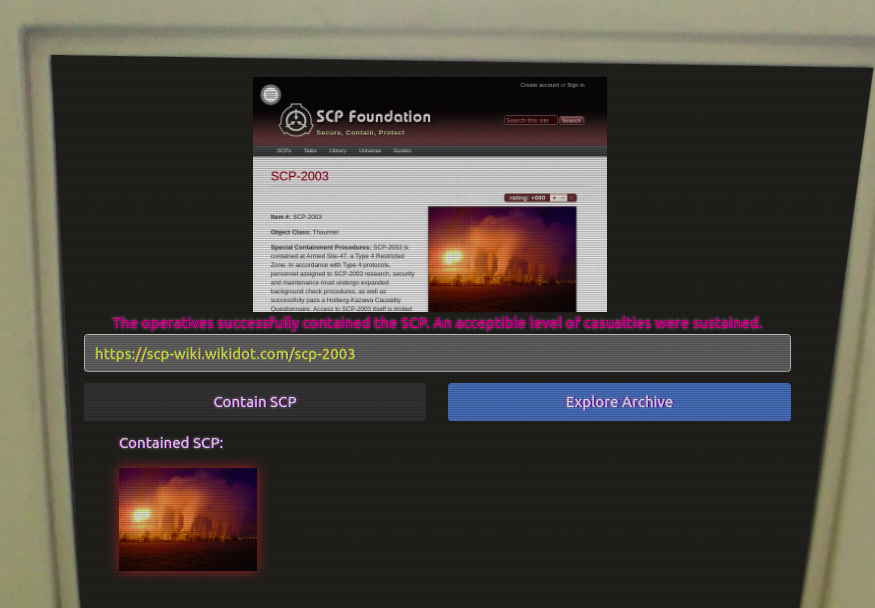 Create account or Sign in
SCP Foundation
Secure, Contain, Protect
Search this site
Search
SCPs Tales Library Universe Guides
SCP-2003
rating: +690 + –
Item #: SCP-2003
Object Class: Thaumiel
Special Containment Procedures: SCP-2003 is
contained at Armed Site-47, a Type 4 Restricted
Zone. In accordance with Type 4 protocols,
personnel assigned to SCP-2003 research, security
and maintenance must undergo expanded
background check procedures, as well as
successfully pass a Holberg-Kazawa Causality
Questionnaire. Access to SCP-2003 itself is limited
The operatives successfully contained the SCP. An acceptible level of casualties were sustained.
https://scp-wiki.wikidot.com/scp-2003
Contain SCP
Explore Archive
Contained SCP: